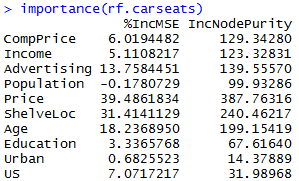 > importance(rf.carseats)
%IncMSE IncNodePurity
CompPrice 6.0194482 129.34280
Income 5.1108217 123.32831
Advertising 13.7584451 139.55570
Population -0.1780729 99.93286
Price 39.4861834 387.76316
ShelveLoc 31.4141129 240.46217
Age 18.2368950 199.15419
Education 3.3365768 67.61640
Urban 0.6825523 14.37889
US 7.0717217 31.98968